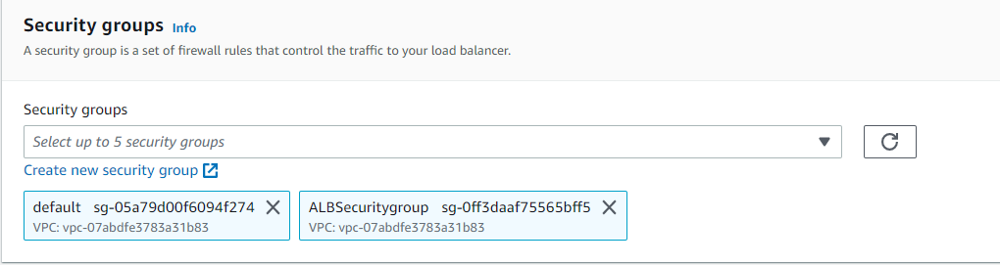 Security groups Info
A security group is a set of firewall rules that control the traffic to your load balancer.
Security groups
Select up to 5 security groups
Create new security group
default sg-05a79d00f6094f274
VPC: vpc-07abdfe3783a31b83
ALBSecuritygroup sg-0ff3daaf75565bff5
VPC: vpc-07abdfe3783a31b83